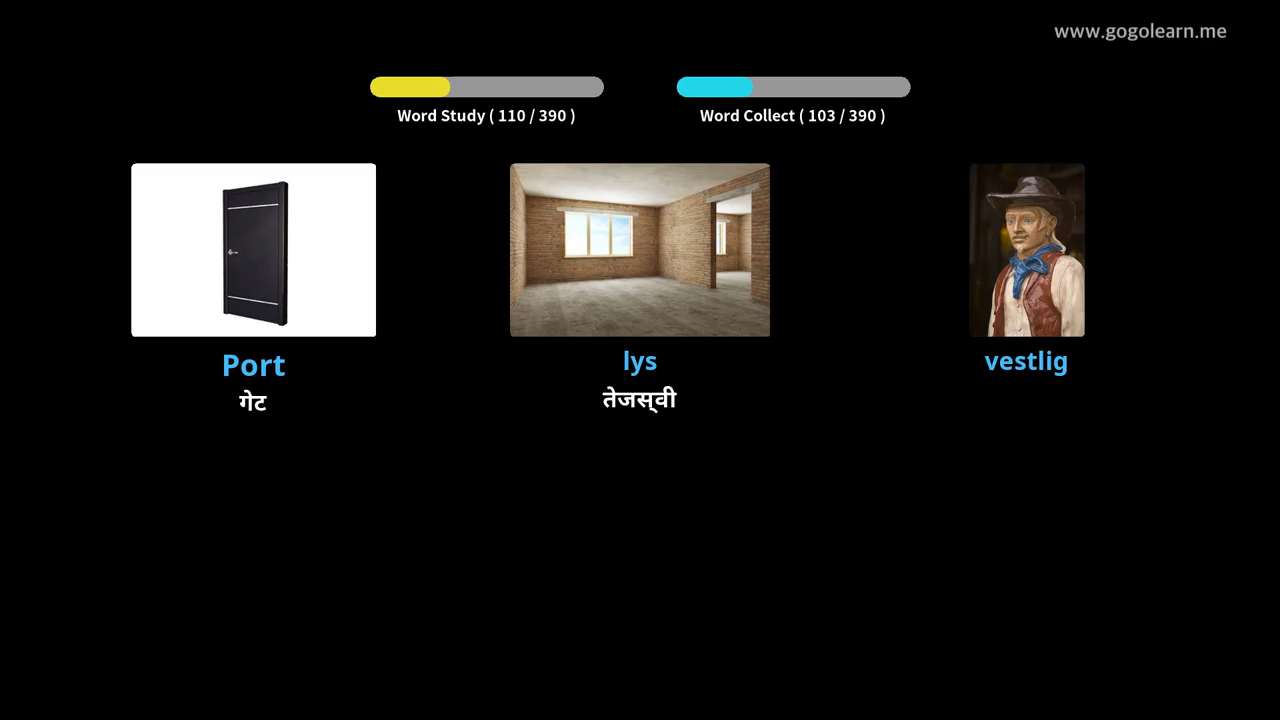 www.gogolearn.me
Word Study ( 110 / 390 )
Word Collect ( 103 / 390 )
Port
गेट
lys
तेजस्‌वी
vestlig